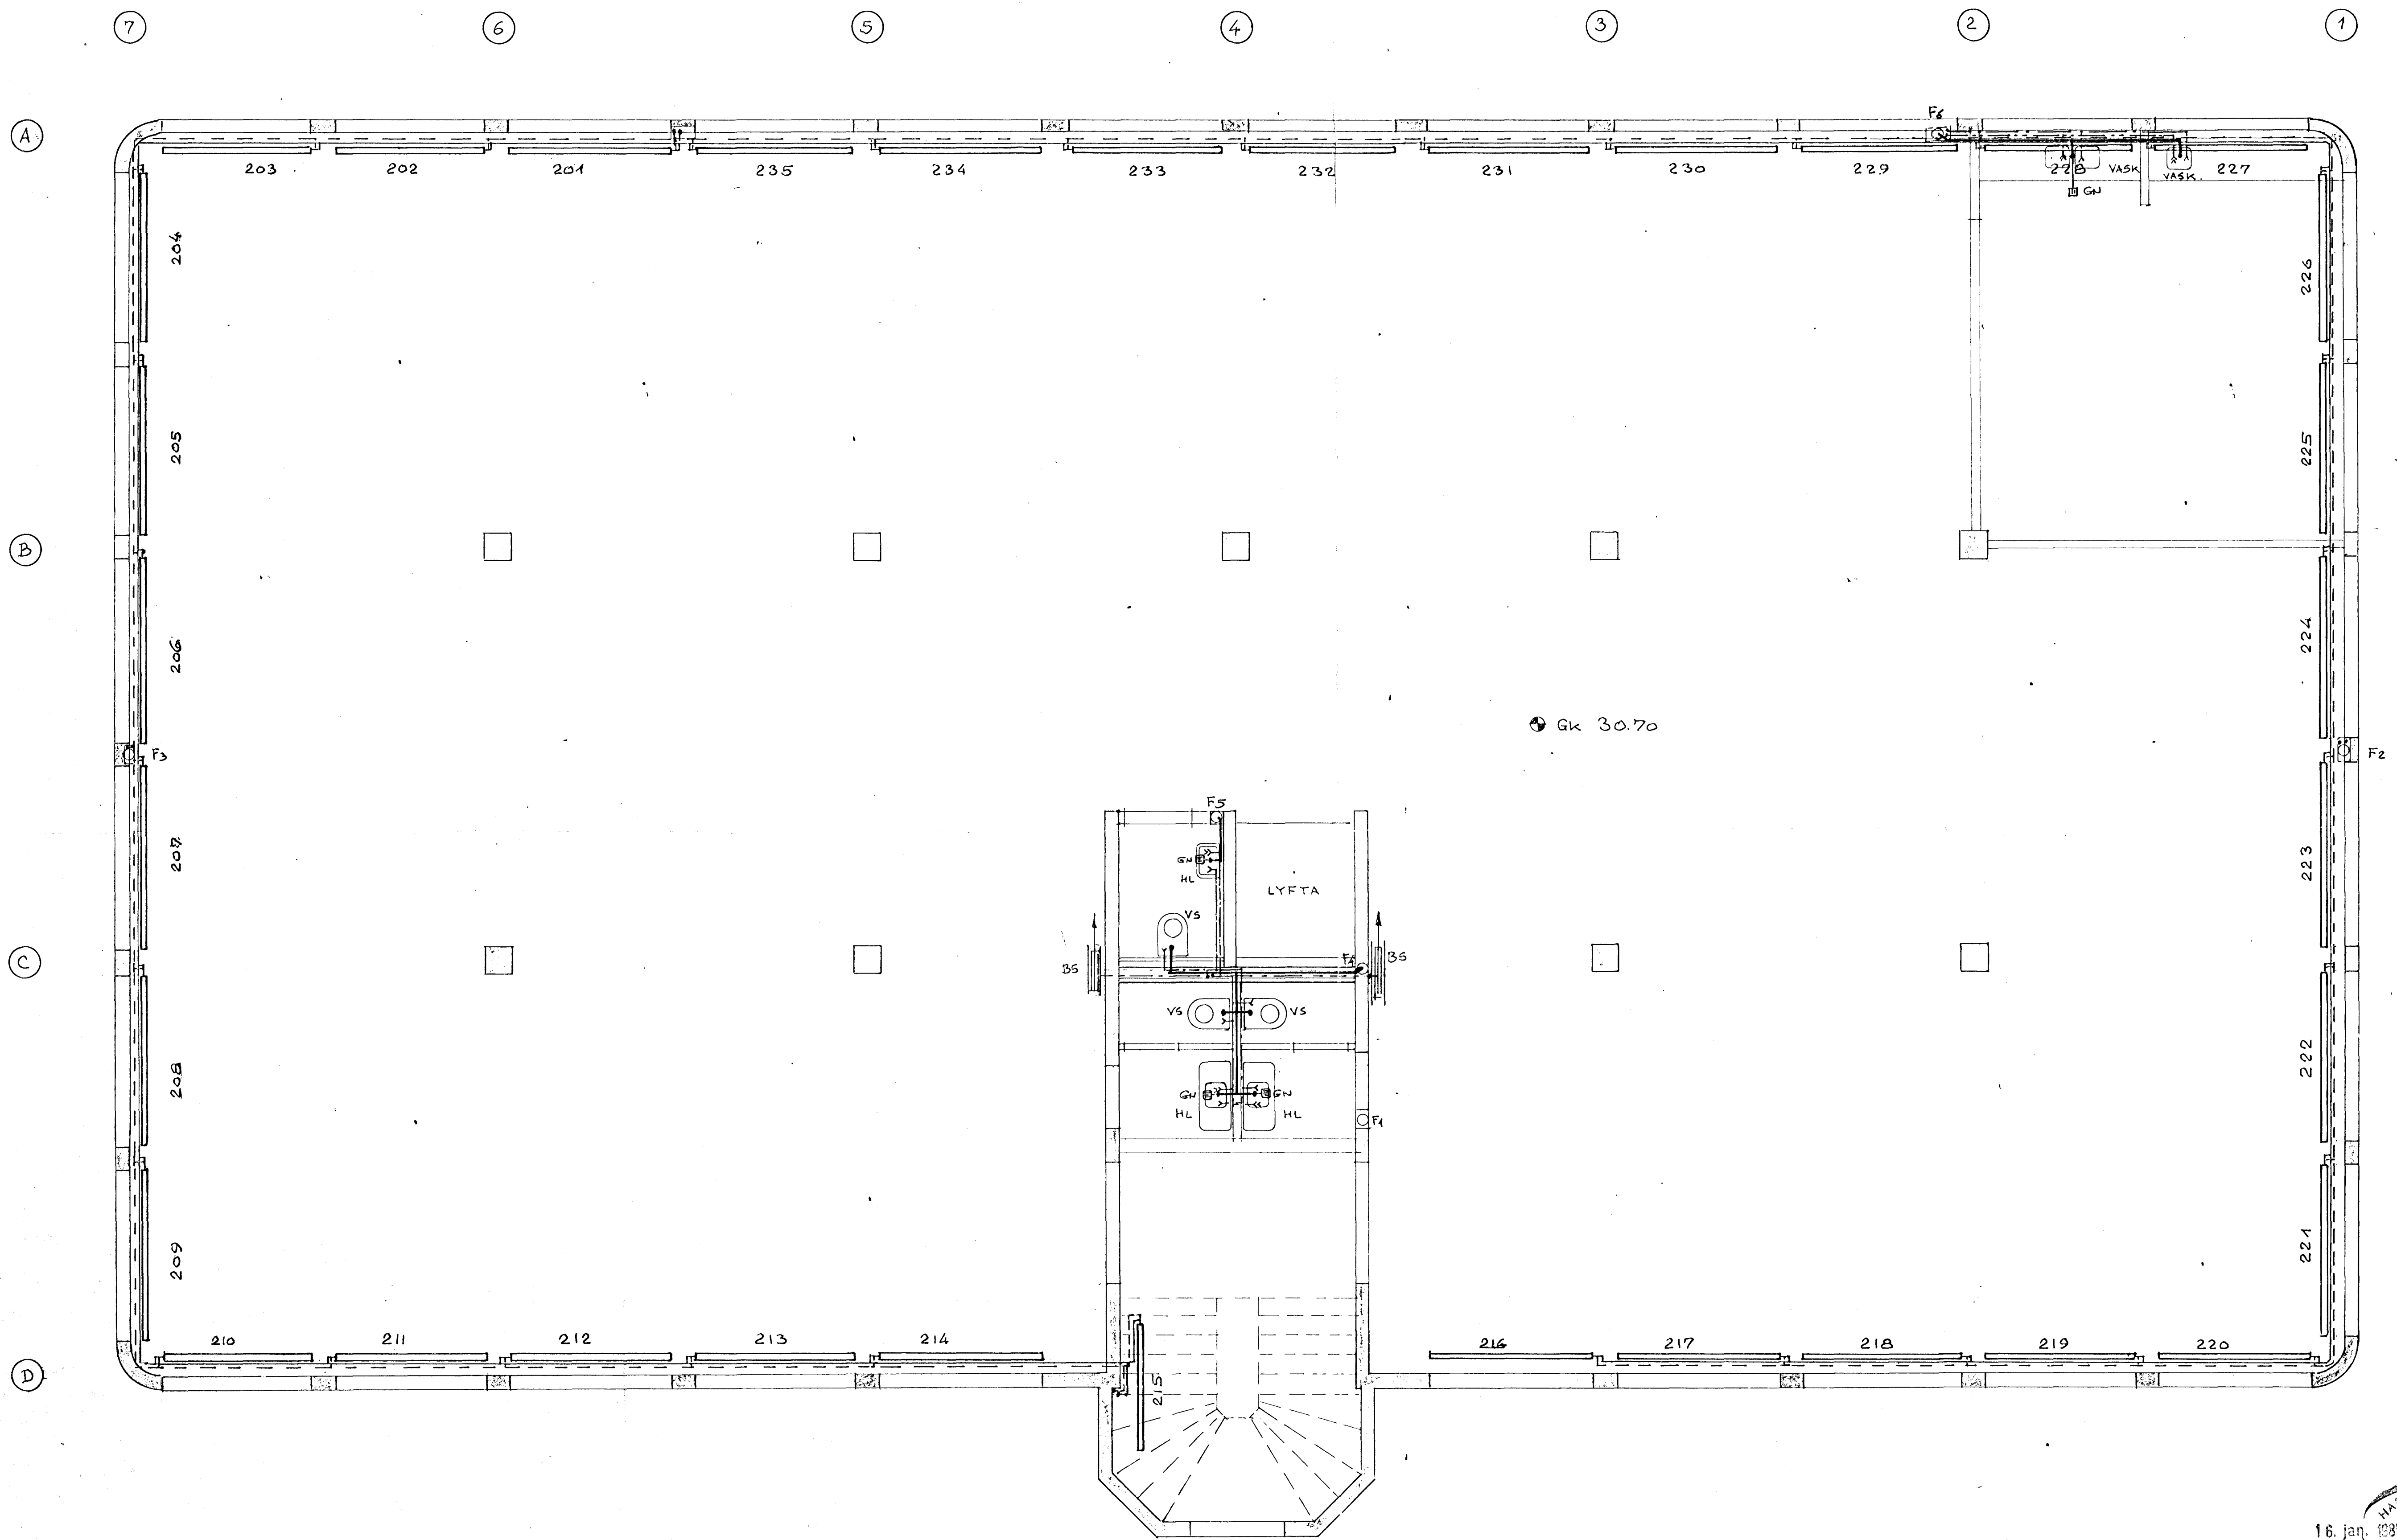 7 6 5 4 3 2 1
F6
A
203 202 201 235 234 233 232 231 230 229 228 VASK VASK 227
GN
204
226
205
225
B
206
224
GK 30.70
F3
F2
F5
207
223
GN
HL
LYFTA
VS
C
BS
F4
BS
VS
VS
208
222
GN
GN
HL
HL
F1
209
221
210 211 212 213 214
216 217 218 219 220
D
215
16. jan.